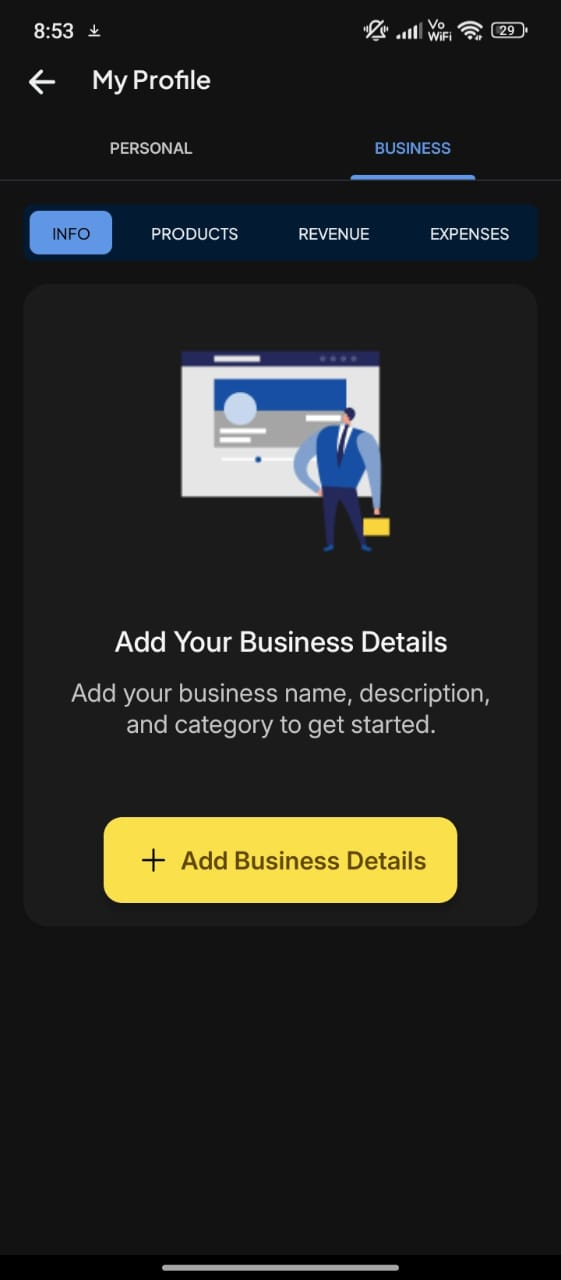 8:53
Vo
WiFi
29
My Profile
PERSONAL
BUSINESS
INFO
PRODUCTS
REVENUE
EXPENSES
Add Your Business Details
Add your business name, description,
and category to get started.
+ Add Business Details